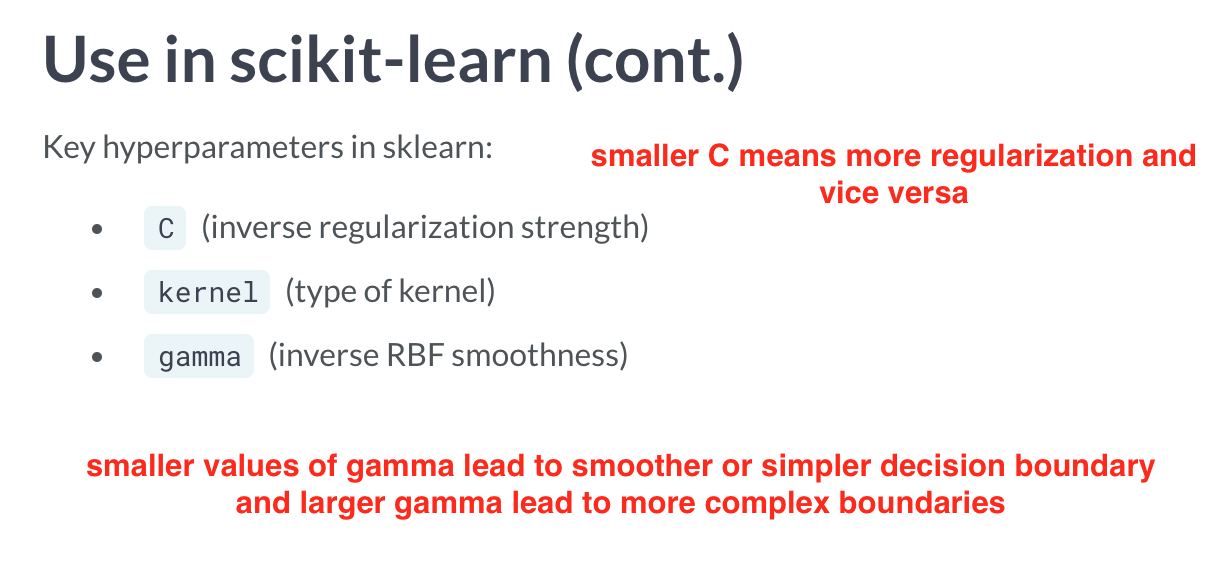 Use in scikit-learn (cont.)
Key hyperparameters in sklearn:
smaller C means more regularization and
vice versa
• C (inverse regularization strength)
• kernel (type of kernel)
• gamma (inverse RBF smoothness)
smaller values of gamma lead to smoother or simpler decision boundary
and larger gamma lead to more complex boundaries